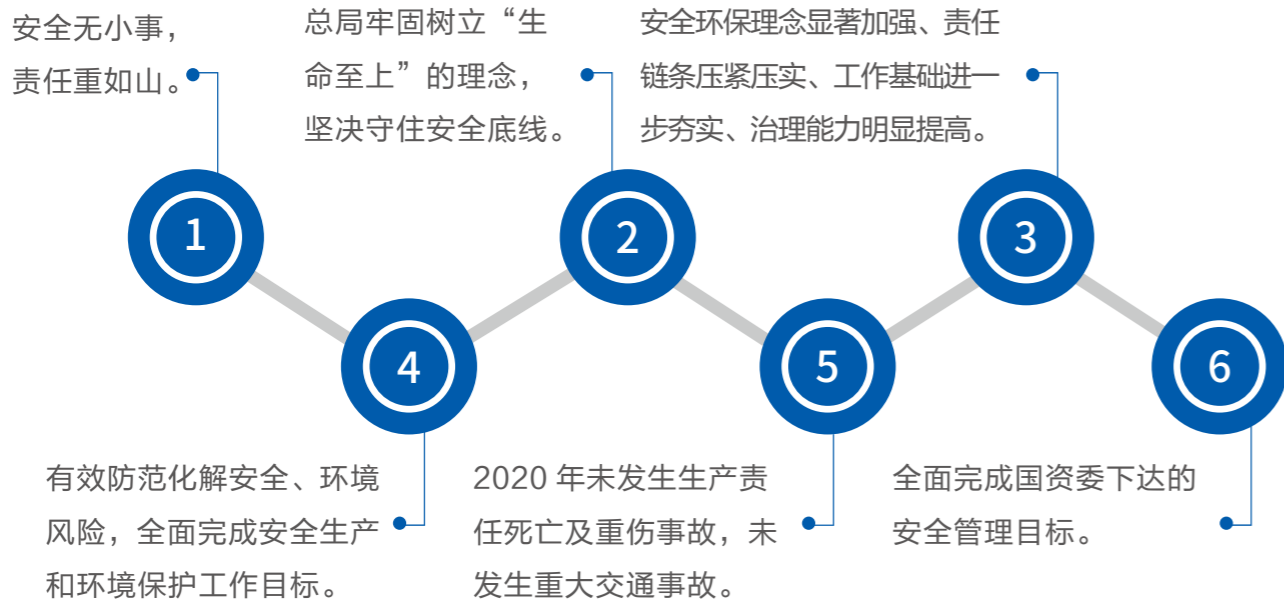 安全无小事，
责任重如山。
总局牢固树立“生
命至上”的理念，
坚决守住安全底线。
安全环保理念显著加强、责任
链条压紧压实、工作基础进一
步夯实、治理能力明显提高。
1
2
3
4
5
6
有效防范化解安全、环境
风险，全面完成安全生产
和环境保护工作目标。
2020 年未发生生产责
任死亡及重伤事故，未
发生重大交通事故。
全面完成国资委下达的
安全管理目标。